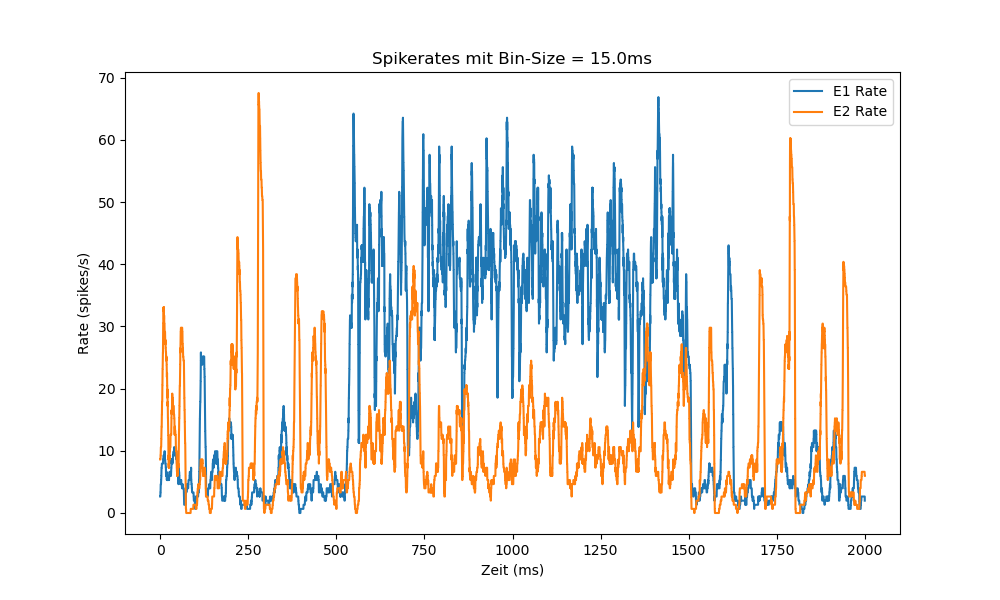 Spikerates mit Bin-Size = 15.0ms
70
60
50
40
30
20
10
0
Rate (spikes/s)
E1 Rate
E2 Rate
0 250 500 750 1000 1250 1500 1750 2000
Zeit (ms)